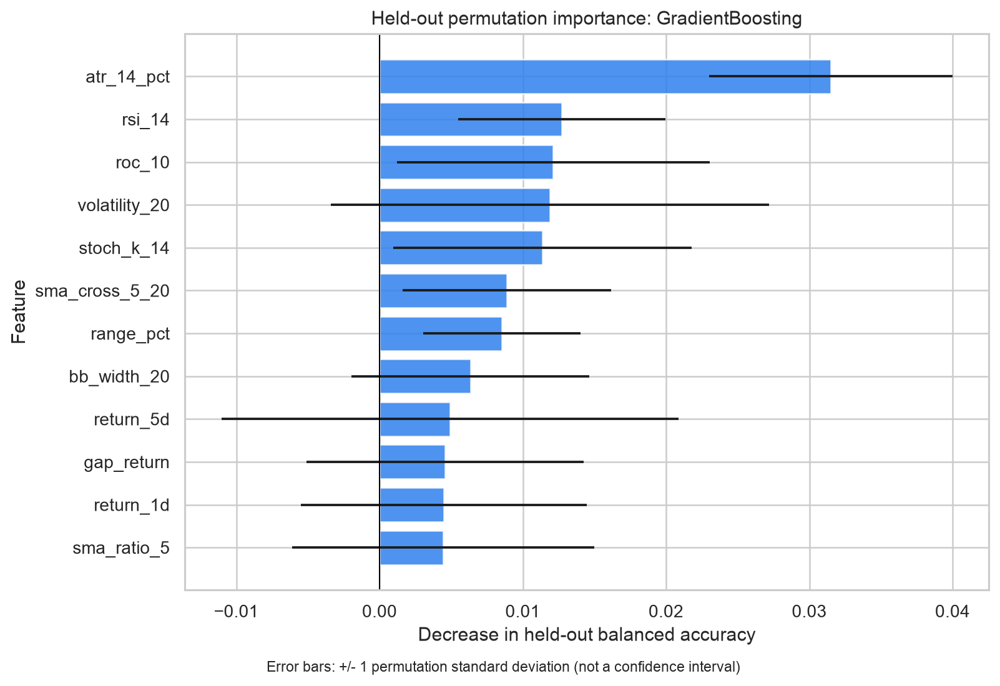 Held-out permutation importance: GradientBoosting
atr_14_pct
rsi_14
roc_10
volatility_20
stoch_k_14
sma_cross_5_20
range_pct
bb_width_20
return_5d
gap_return
return_1d
sma_ratio_5
Feature
−0.01 0.00 0.01 0.02 0.03 0.04
Decrease in held-out balanced accuracy
Error bars: +/- 1 permutation standard deviation (not a confidence interval)